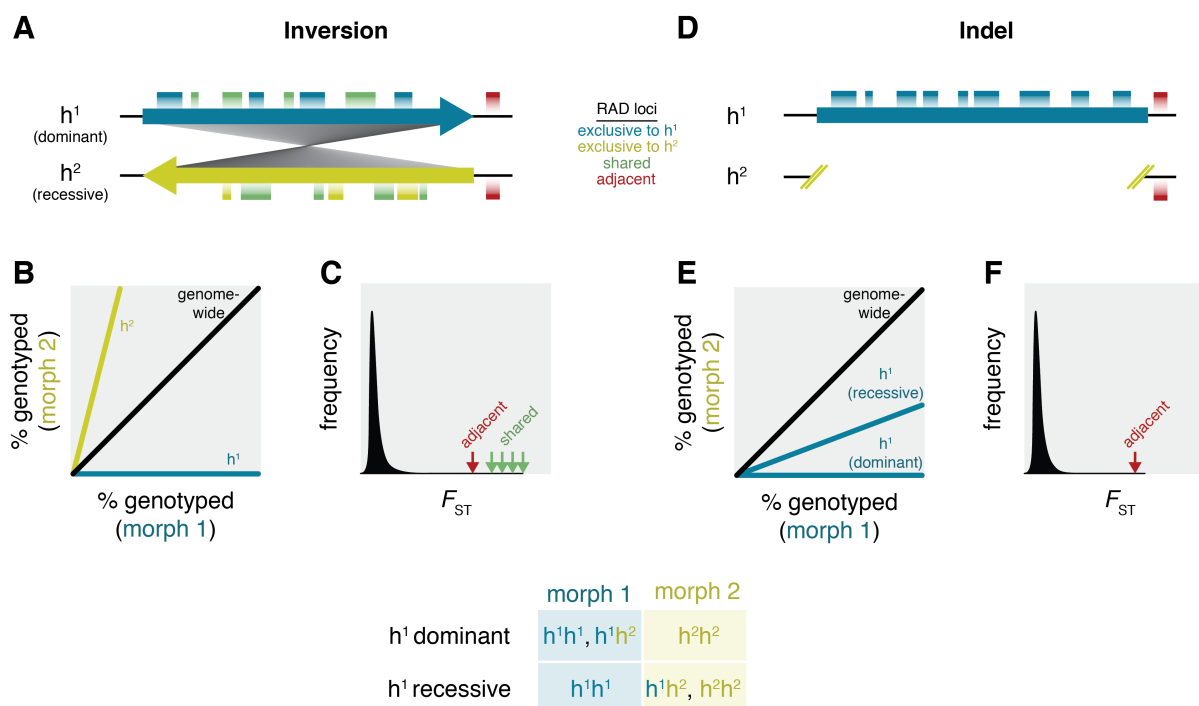 A
Inversion
h¹
(dominant)
h²
(recessive)
RAD loci
exclusive to h¹
exclusive to h²
shared
adjacent
D
Indel
h¹
h²
B
% genotyped
(morph 2)
h²
genome-
wide
h¹
% genotyped
(morph 1)
C
frequency
adjacent
shared
F_ST
E
% genotyped
(morph 2)
genome-
wide
h¹
(recessive)
h¹
(dominant)
% genotyped
(morph 1)
F
frequency
adjacent
F_ST
morph 1 morph 2
h¹ dominant h¹h¹, h¹h² h²h²
h¹ recessive h¹h¹ h¹h², h²h²